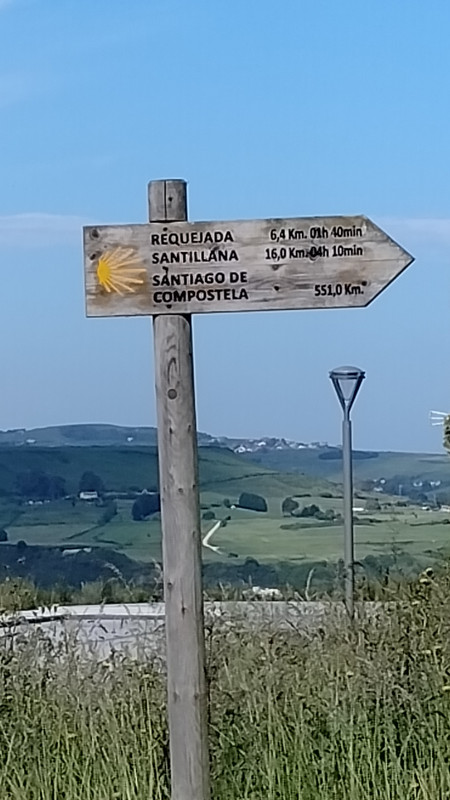 REQUEJADA 6,4 Km. 01h 40min
SANTILLANA 16,0 Km. 04h 10min
SANTIAGO DE
COMPOSTELA 551,0 Km.